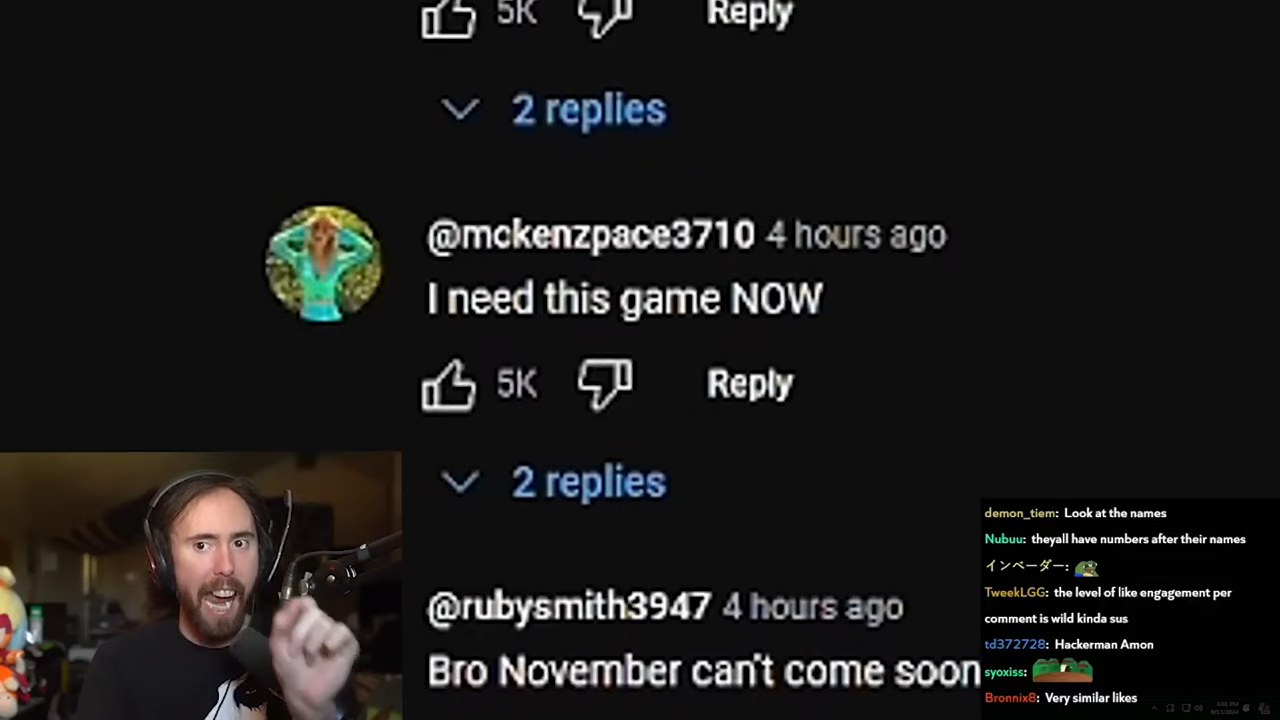 5K Reply
2 replies
@mckenzpace3710 4 hours ago
I need this game NOW
5K Reply
2 replies
@rubysmith3947 4 hours ago
Bro November can't come soon
demon_tiem: Look at the names
Nubuu: theyall have numbers after their names
インベーダー:
TweekLGG: the level of like engagement per
comment is wild kinda sus
td372728: Hackerman Amon
syoxiss:
Bronnix8: Very similar likes